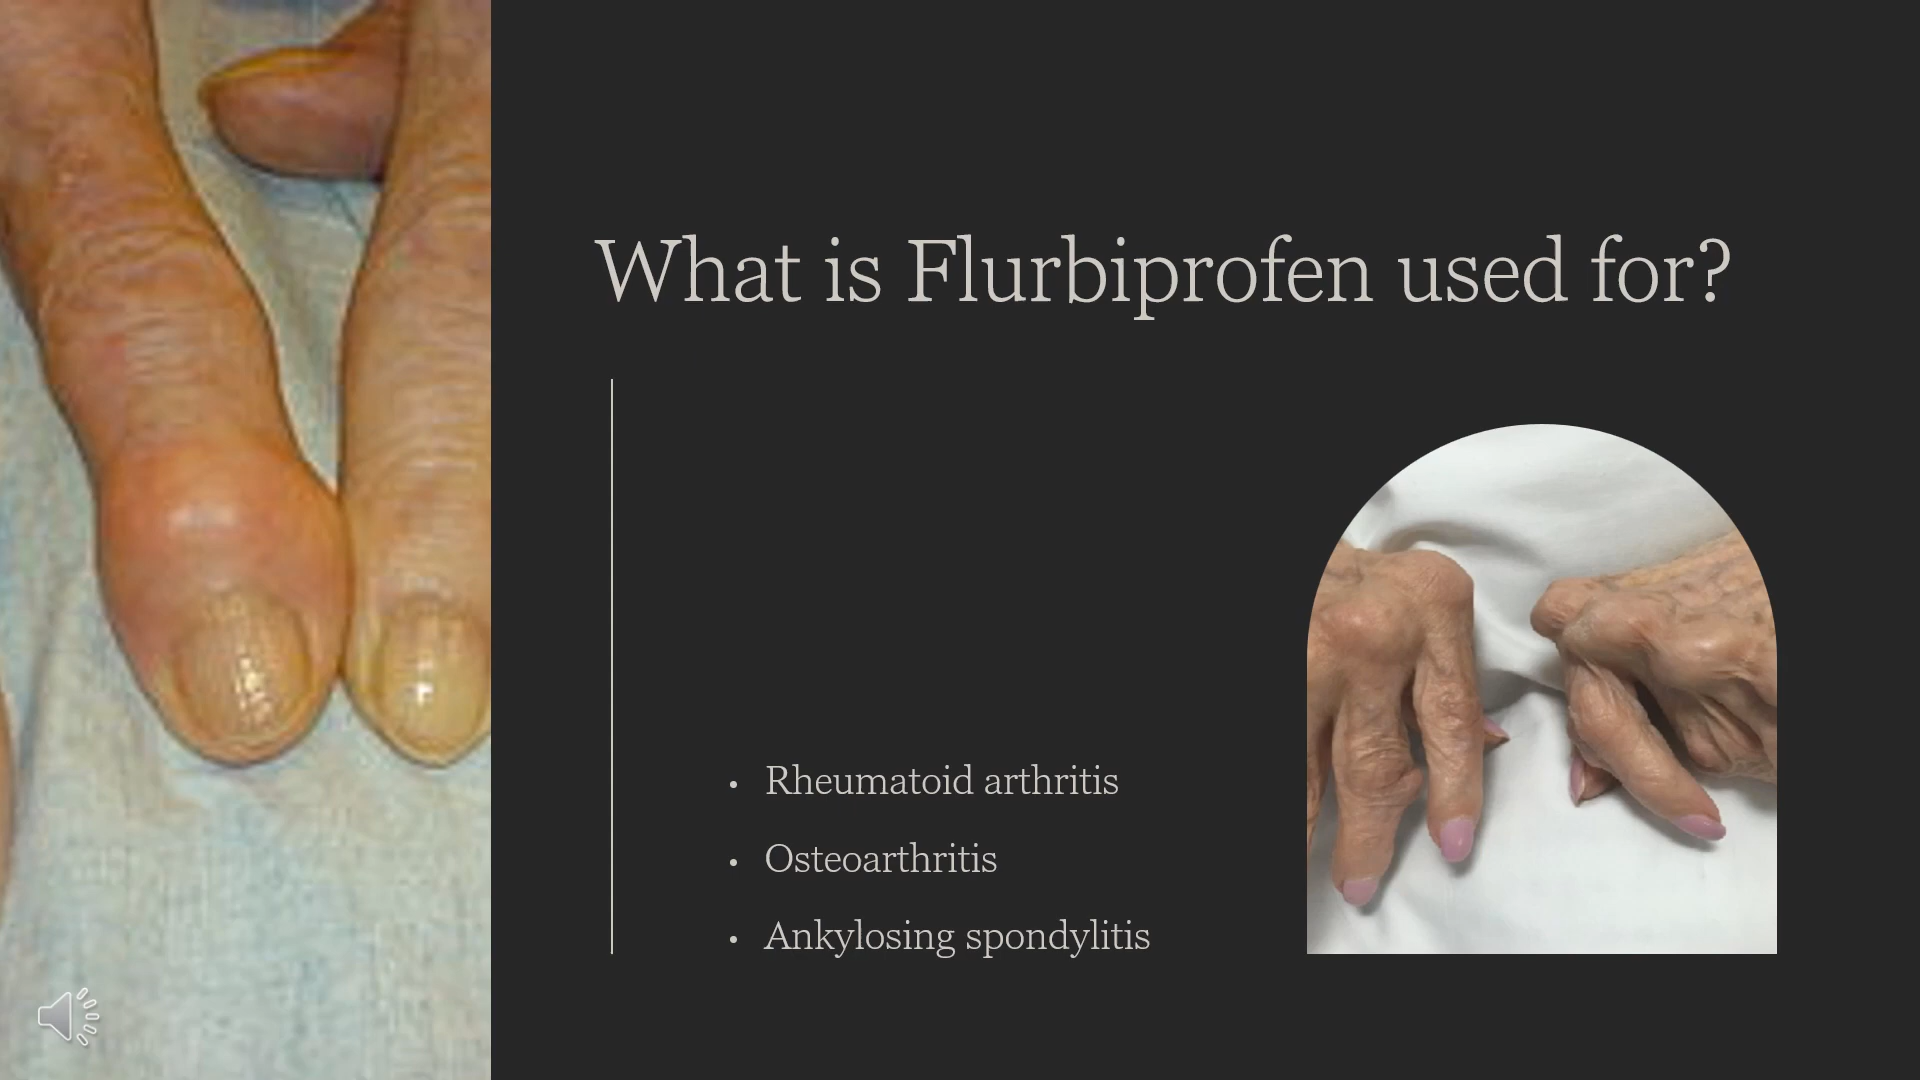 What is Flurbiprofen used for?
• Rheumatoid arthritis
• Osteoarthritis
• Ankylosing spondylitis